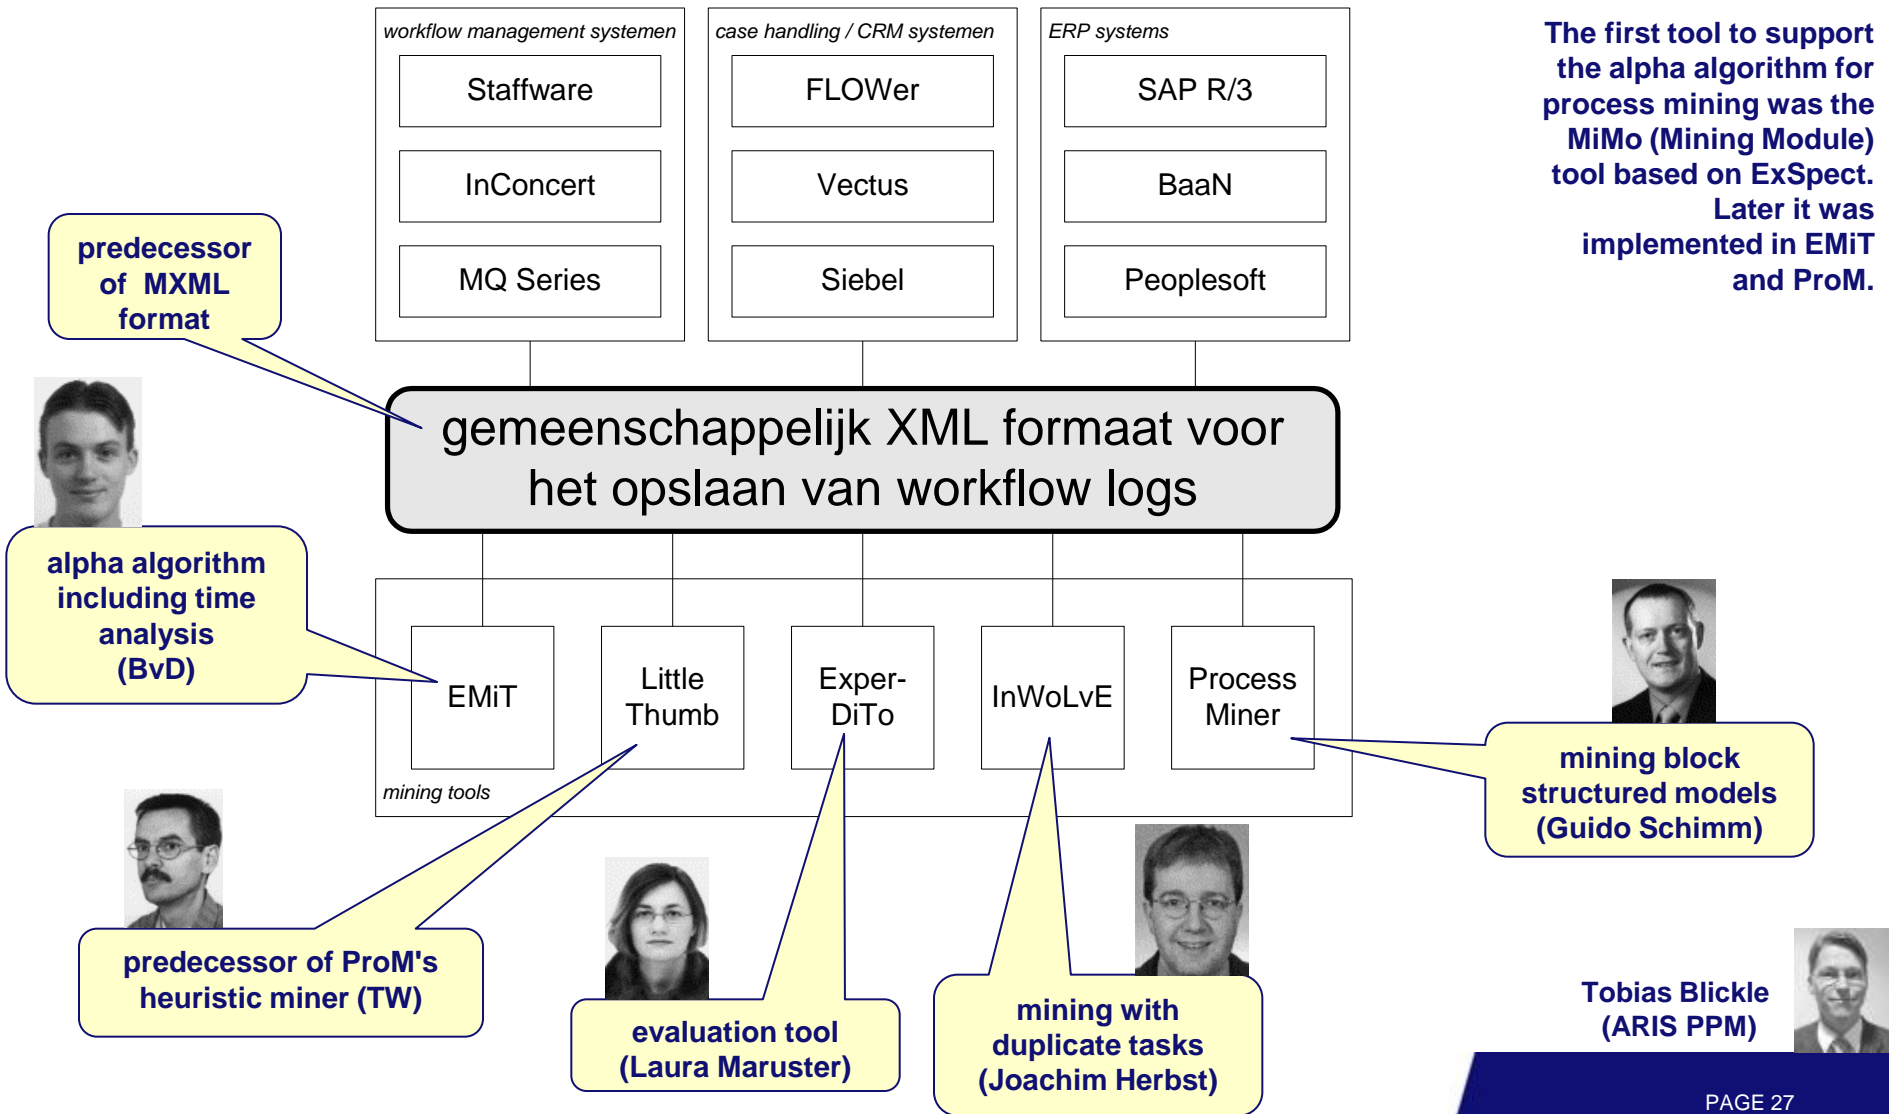 workflow management systemen
Staffware
InConcert
MQ Series
case handling / CRM systemen
FLOWer
Vectus
Siebel
ERP systems
SAP R/3
BaaN
Peoplesoft
The first tool to support
the alpha algorithm for
process mining was the
MiMo (Mining Module)
tool based on ExSpect.
Later it was
implemented in EMiT
and ProM.
predecessor
of MXML
format
gemeenschappelijk XML formaat voor
het opslaan van workflow logs
alpha algorithm
including time
analysis
(BvD)
EMiT
Little
Thumb
Exper-
DiTo
InWoLvE
Process
Miner
mining tools
mining block
structured models
(Guido Schimm)
predecessor of ProM's
heuristic miner (TW)
evaluation tool
(Laura Maruster)
mining with
duplicate tasks
(Joachim Herbst)
Tobias Blickle
(ARIS PPM)
PAGE 27